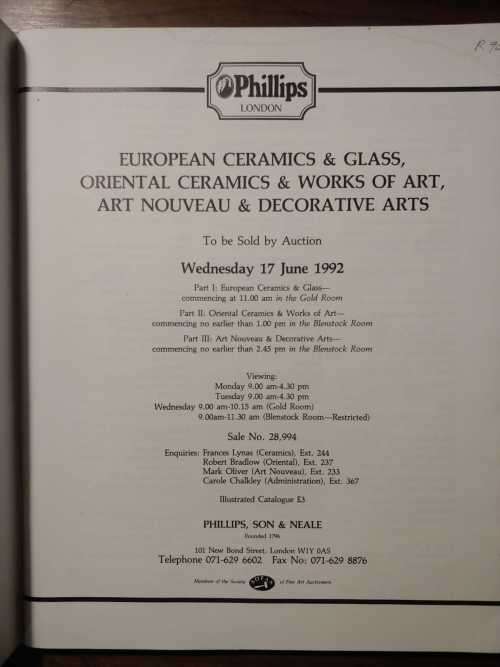 Phillips
LONDON
EUROPEAN CERAMICS & GLASS,
ORIENTAL CERAMICS & WORKS OF ART,
ART NOUVEAU & DECORATIVE ARTS
To be Sold by Auction
Wednesday 17 June 1992
Part I: European Ceramics & Glass—
commencing at 11.00 am in the Gold Room
Part II: Oriental Ceramics & Works of Art—
commencing no earlier than 1.00 pm in the Blenstock Room
Part III: Art Nouveau & Decorative Arts—
commencing no earlier than 2.45 pm in the Blenstock Room
Viewing:
Monday 9.00 am-4.30 pm
Tuesday 9.00 am-4.30 pm
Wednesday 9.00 am-10.15 am (Gold Room)
9.00am-11.30 am (Blenstock Room—Restricted)
Sale No. 28,994
Enquiries: Frances Lynas (Ceramics), Ext. 244
Robert Bradlow (Oriental), Ext. 237
Mark Oliver (Art Nouveau), Ext. 233
Carole Chalkley (Administration), Ext. 367
Illustrated Catalogue £3
PHILLIPS, SON & NEALE
Founded 1796
101 New Bond Street, London W1Y 0AS
Telephone 071-629 6602 Fax No: 071-629 8876
Members of the Society SOFAA of Fine Art Auctioneers